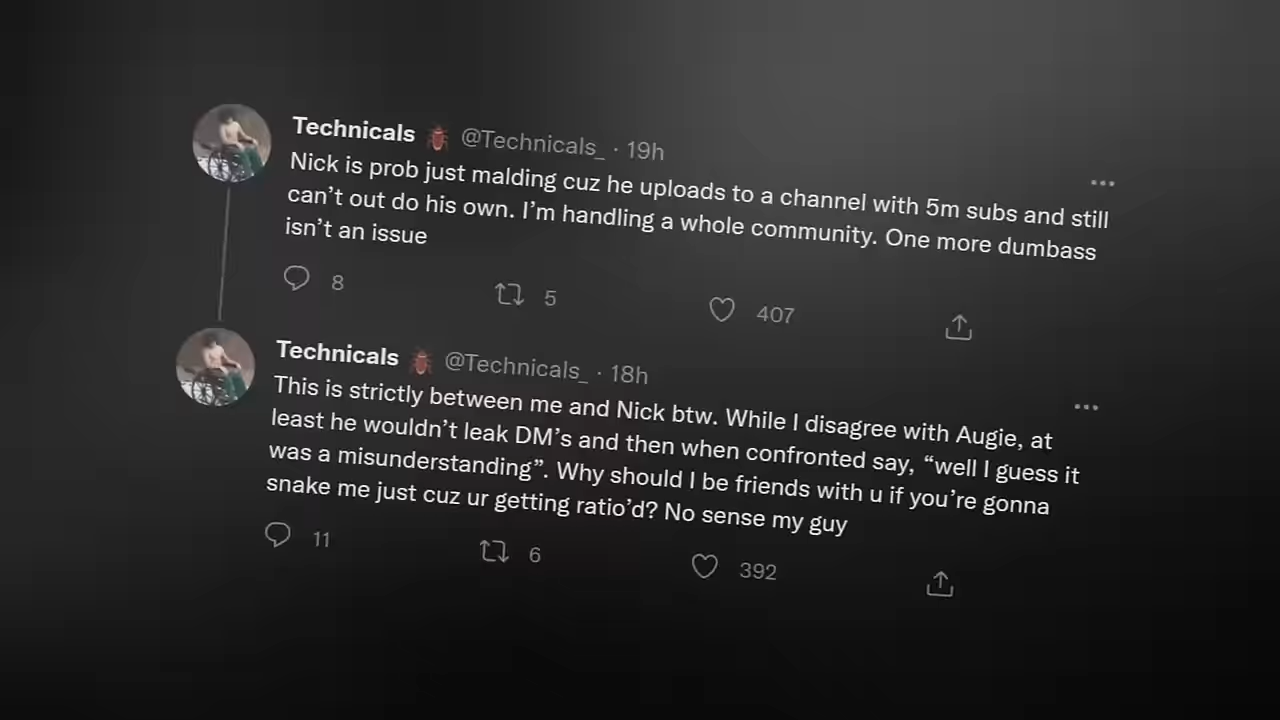 Technicals 🪳 @Technicals_ · 19h
Nick is prob just malding cuz he uploads to a channel with 5m subs and still
can’t out do his own. I’m handling a whole community. One more dumbass
isn’t an issue
8 5 407
Technicals 🪳 @Technicals_ · 18h
This is strictly between me and Nick btw. While I disagree with Augie, at
least he wouldn’t leak DM’s and then when confronted say, “well I guess it
was a misunderstanding”. Why should I be friends with u if you’re gonna
snake me just cuz ur getting ratio’d? No sense my guy
11 6 392